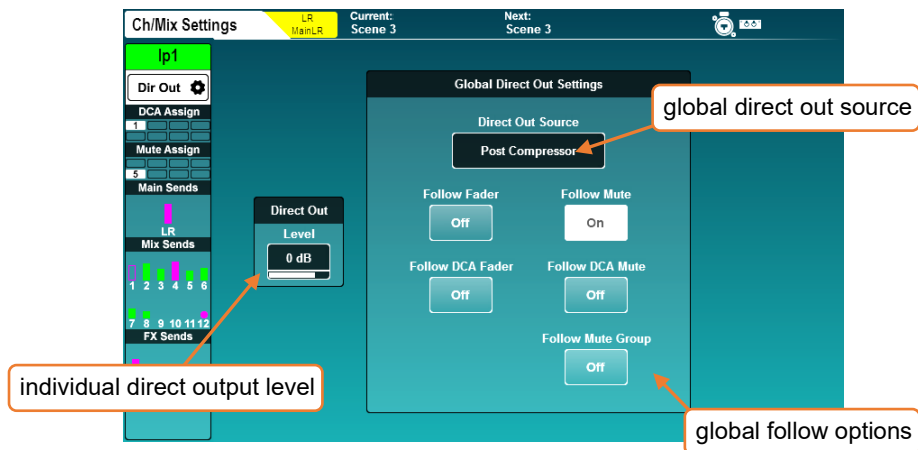 Ch/Mix Settings
LR
MainLR
Current:
Scene 3
Next:
Scene 3
Ip1
Dir Out
DCA Assign
1
Mute Assign
5
Main Sends
LR
Mix Sends
1 2 3 4 5 6
7 8 9 10 11 12
FX Sends
Direct Out
Level
0 dB
Global Direct Out Settings
Direct Out Source
Post Compressor
Follow Fader
Off
Follow Mute
On
Follow DCA Fader
Off
Follow DCA Mute
Off
Follow Mute Group
Off
global direct out source
individual direct output level
global follow options